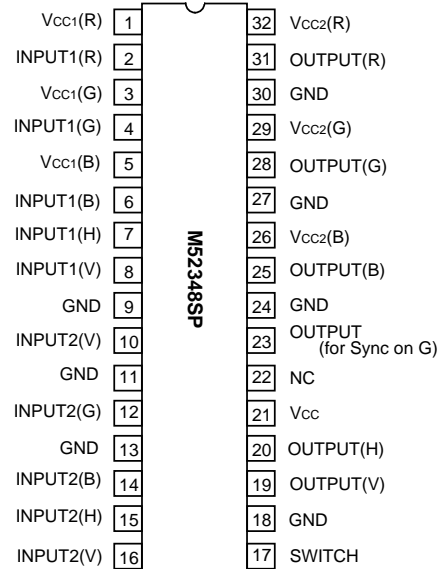 Vcc1(R) 1 32 Vcc2(R)
INPUT1(R) 2 31 OUTPUT(R)
Vcc1(G) 3 30 GND
INPUT1(G) 4 29 Vcc2(G)
Vcc1(B) 5 28 OUTPUT(G)
INPUT1(B) 6 27 GND
INPUT1(H) 7 26 Vcc2(B)
INPUT1(V) 8 25 OUTPUT(B)
GND 9 24 GND
INPUT2(V) 10 23 OUTPUT
(for Sync on G)
GND 11 22 NC
INPUT2(G) 12 21 Vcc
GND 13 20 OUTPUT(H)
INPUT2(B) 14 19 OUTPUT(V)
INPUT2(H) 15 18 GND
INPUT2(V) 16 17 SWITCH
M52348SP